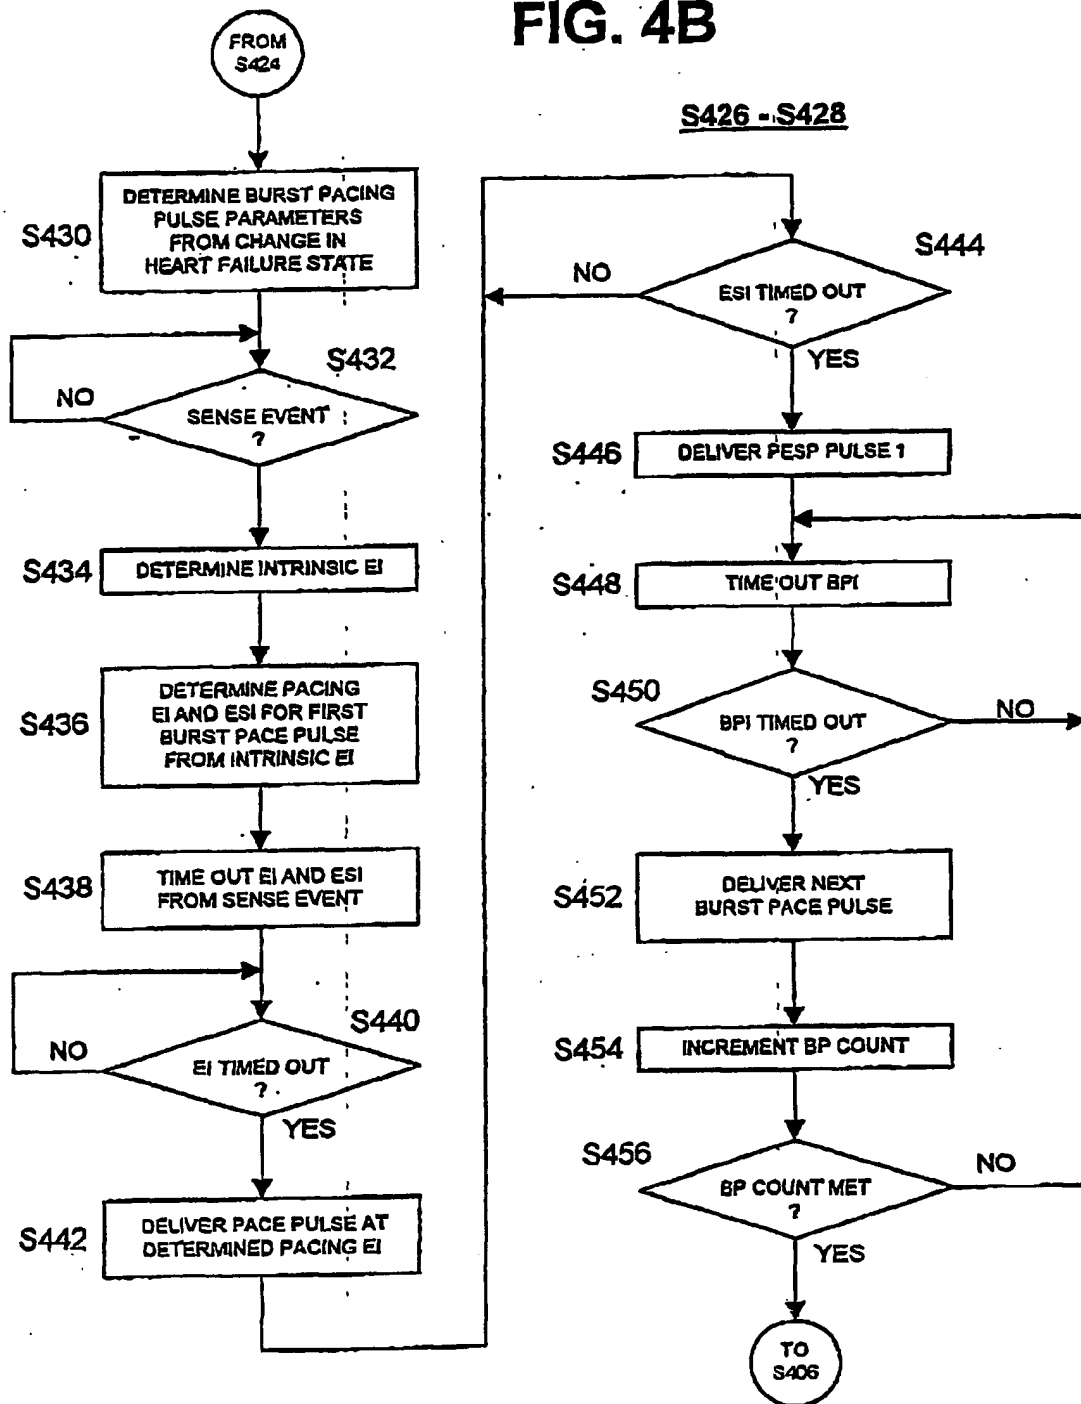 FIG. 4B
S426 - S428
FROM
S424
S430
DETERMINE BURST PACING
PULSE PARAMETERS
FROM CHANGE IN
HEART FAILURE STATE
S432
NO
SENSE EVENT
?
S434
DETERMINE INTRINSIC EI
S436
DETERMINE PACING
EI AND ESI FOR FIRST
BURST PACE PULSE
FROM INTRINSIC EI
S438
TIME OUT EI AND ESI
FROM SENSE EVENT
S440
NO
EI TIMED OUT
?
YES
S442
DELIVER PACE PULSE AT
DETERMINED PACING EI
S444
NO
ESI TIMED OUT
?
YES
S446
DELIVER PESP PULSE 1
S448
TIME OUT BPI
S450
BPI TIMED OUT
?
NO
YES
S452
DELIVER NEXT
BURST PACE PULSE
S454
INCREMENT BP COUNT
S456
BP COUNT MET
?
NO
YES
TO
S406